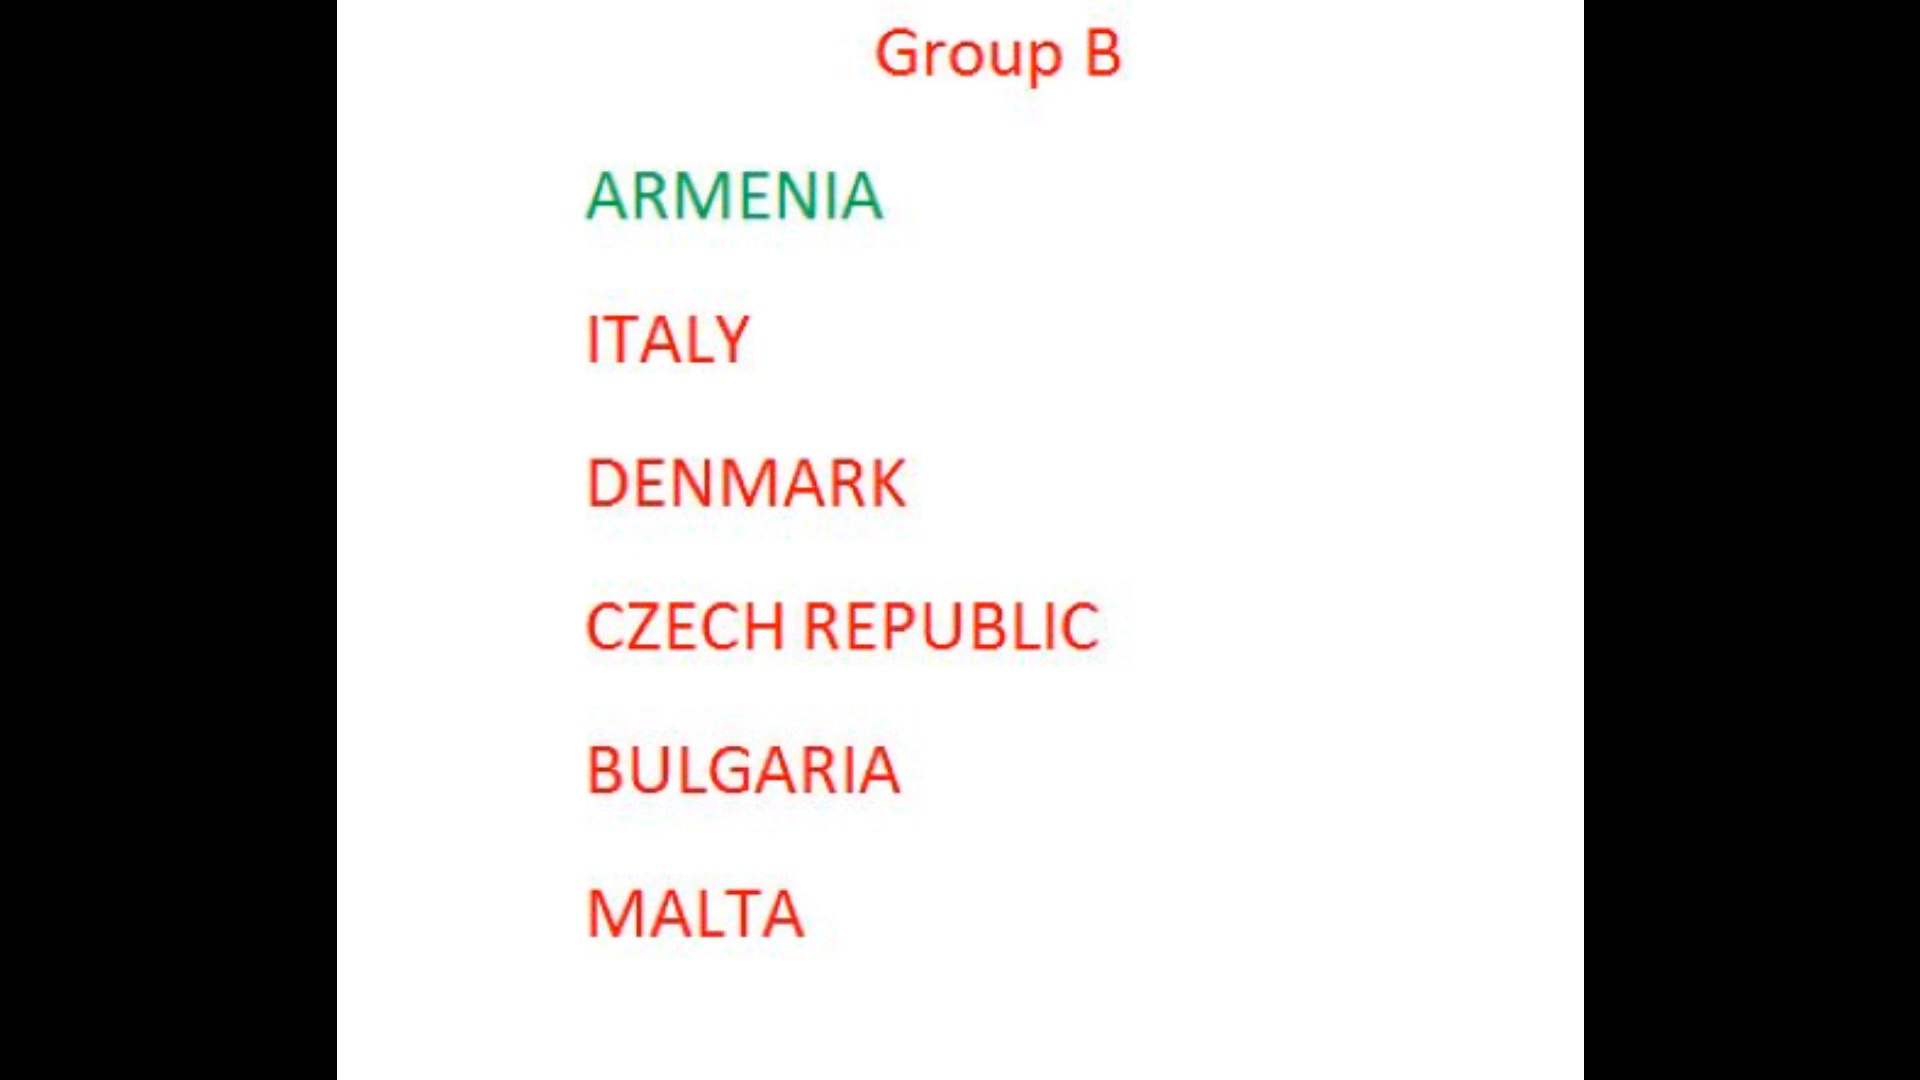 Group B
ARMENIA
ITALY
DENMARK
CZECH REPUBLIC
BULGARIA
MALTA